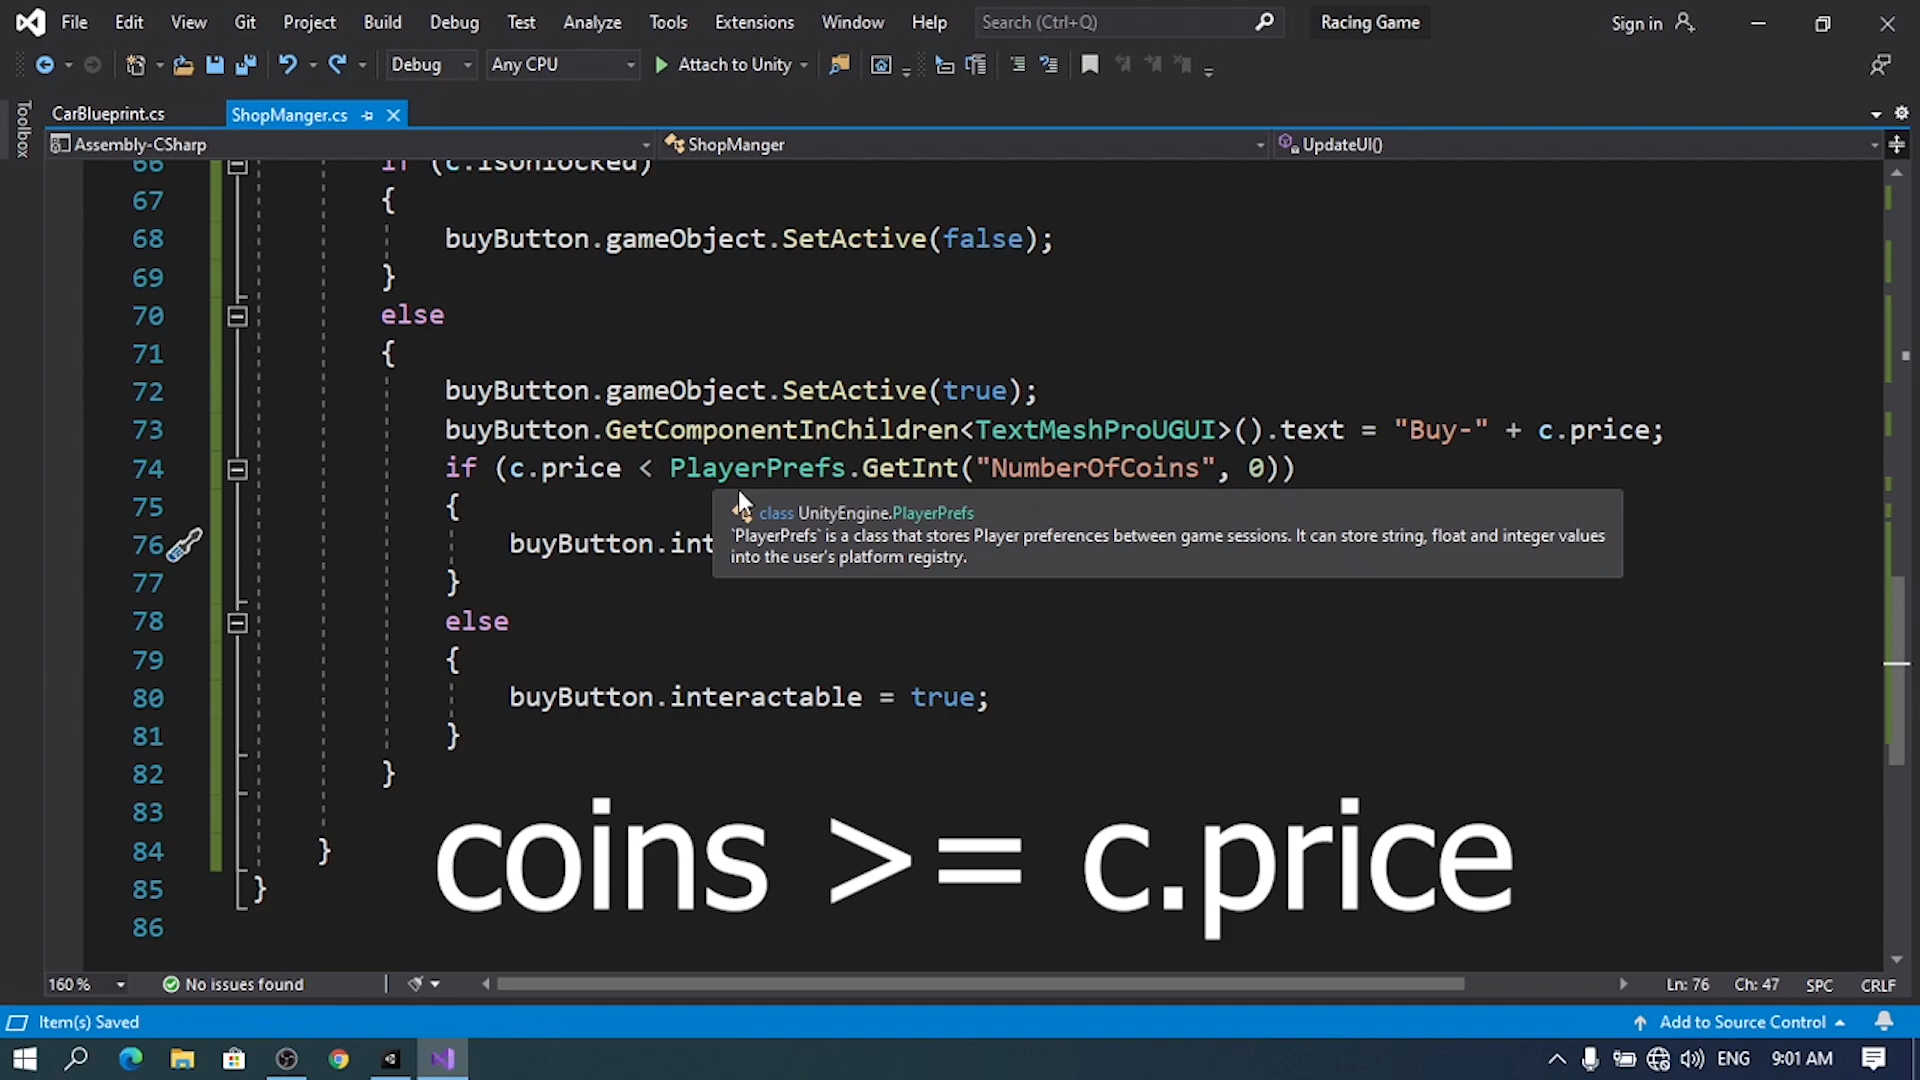 File Edit View Git Project Build Debug Test Analyze Tools Extensions Window Help Search (Ctrl+Q) Racing Game Sign in
Debug Any CPU Attach to Unity
Toolbox
CarBlueprint.cs ShopManger.cs
Assembly-CSharp ShopManger UpdateUI()
66 if (c.isUnlocked)
67 {
68 buyButton.gameObject.SetActive(false);
69 }
70 else
71 {
72 buyButton.gameObject.SetActive(true);
73 buyButton.GetComponentInChildren<TextMeshProUGUI>().text = "Buy-" + c.price;
74 if (c.price < PlayerPrefs.GetInt("NumberOfCoins", 0))
75 {
class UnityEngine.PlayerPrefs
`PlayerPrefs` is a class that stores Player preferences between game sessions. It can store string, float and integer values
into the user's platform registry.
76 buyButton.int
77 }
78 else
79 {
80 buyButton.interactable = true;
81 }
82 }
83
84 }
85 }
86
coins >= c.price
160 % No issues found Ln: 76 Ch: 47 SPC CRLF
Item(s) Saved Add to Source Control
ENG 9:01 AM